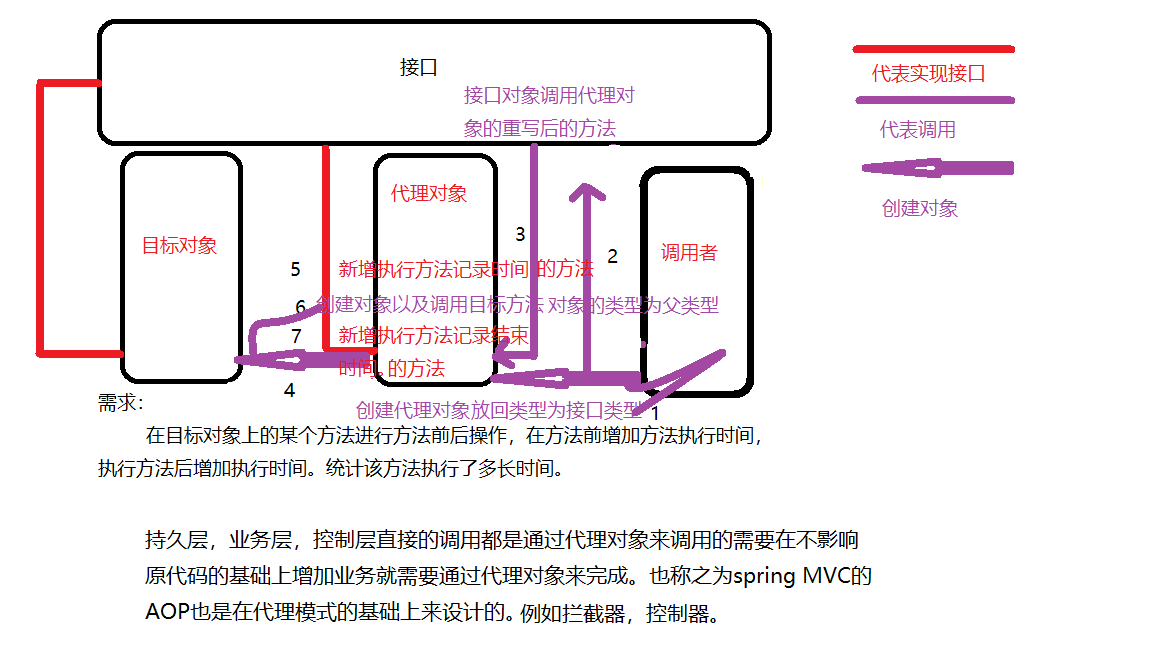 接口
接口对象调用代理对
象的重写后的方法
代表实现接口
代表调用
创建对象
目标对象
代理对象
调用者
3
2
5
新增执行方法记录时间 的方法
6
创建对象以及调用目标方法 对象的类型为父类型
7
新增执行方法记录结束
时间。的方法
4
创建代理对象放回类型为接口类型
1
需求：
在目标对象上的某个方法进行方法前后操作，在方法前增加方法执行时间，
执行方法后增加执行时间。统计该方法执行了多长时间。
持久层，业务层，控制层直接的调用都是通过代理对象来调用的需要在不影响
原代码的基础上增加业务就需要通过代理对象来完成。也称之为spring MVC的
AOP也是在代理模式的基础上来设计的。例如拦截器，控制器。